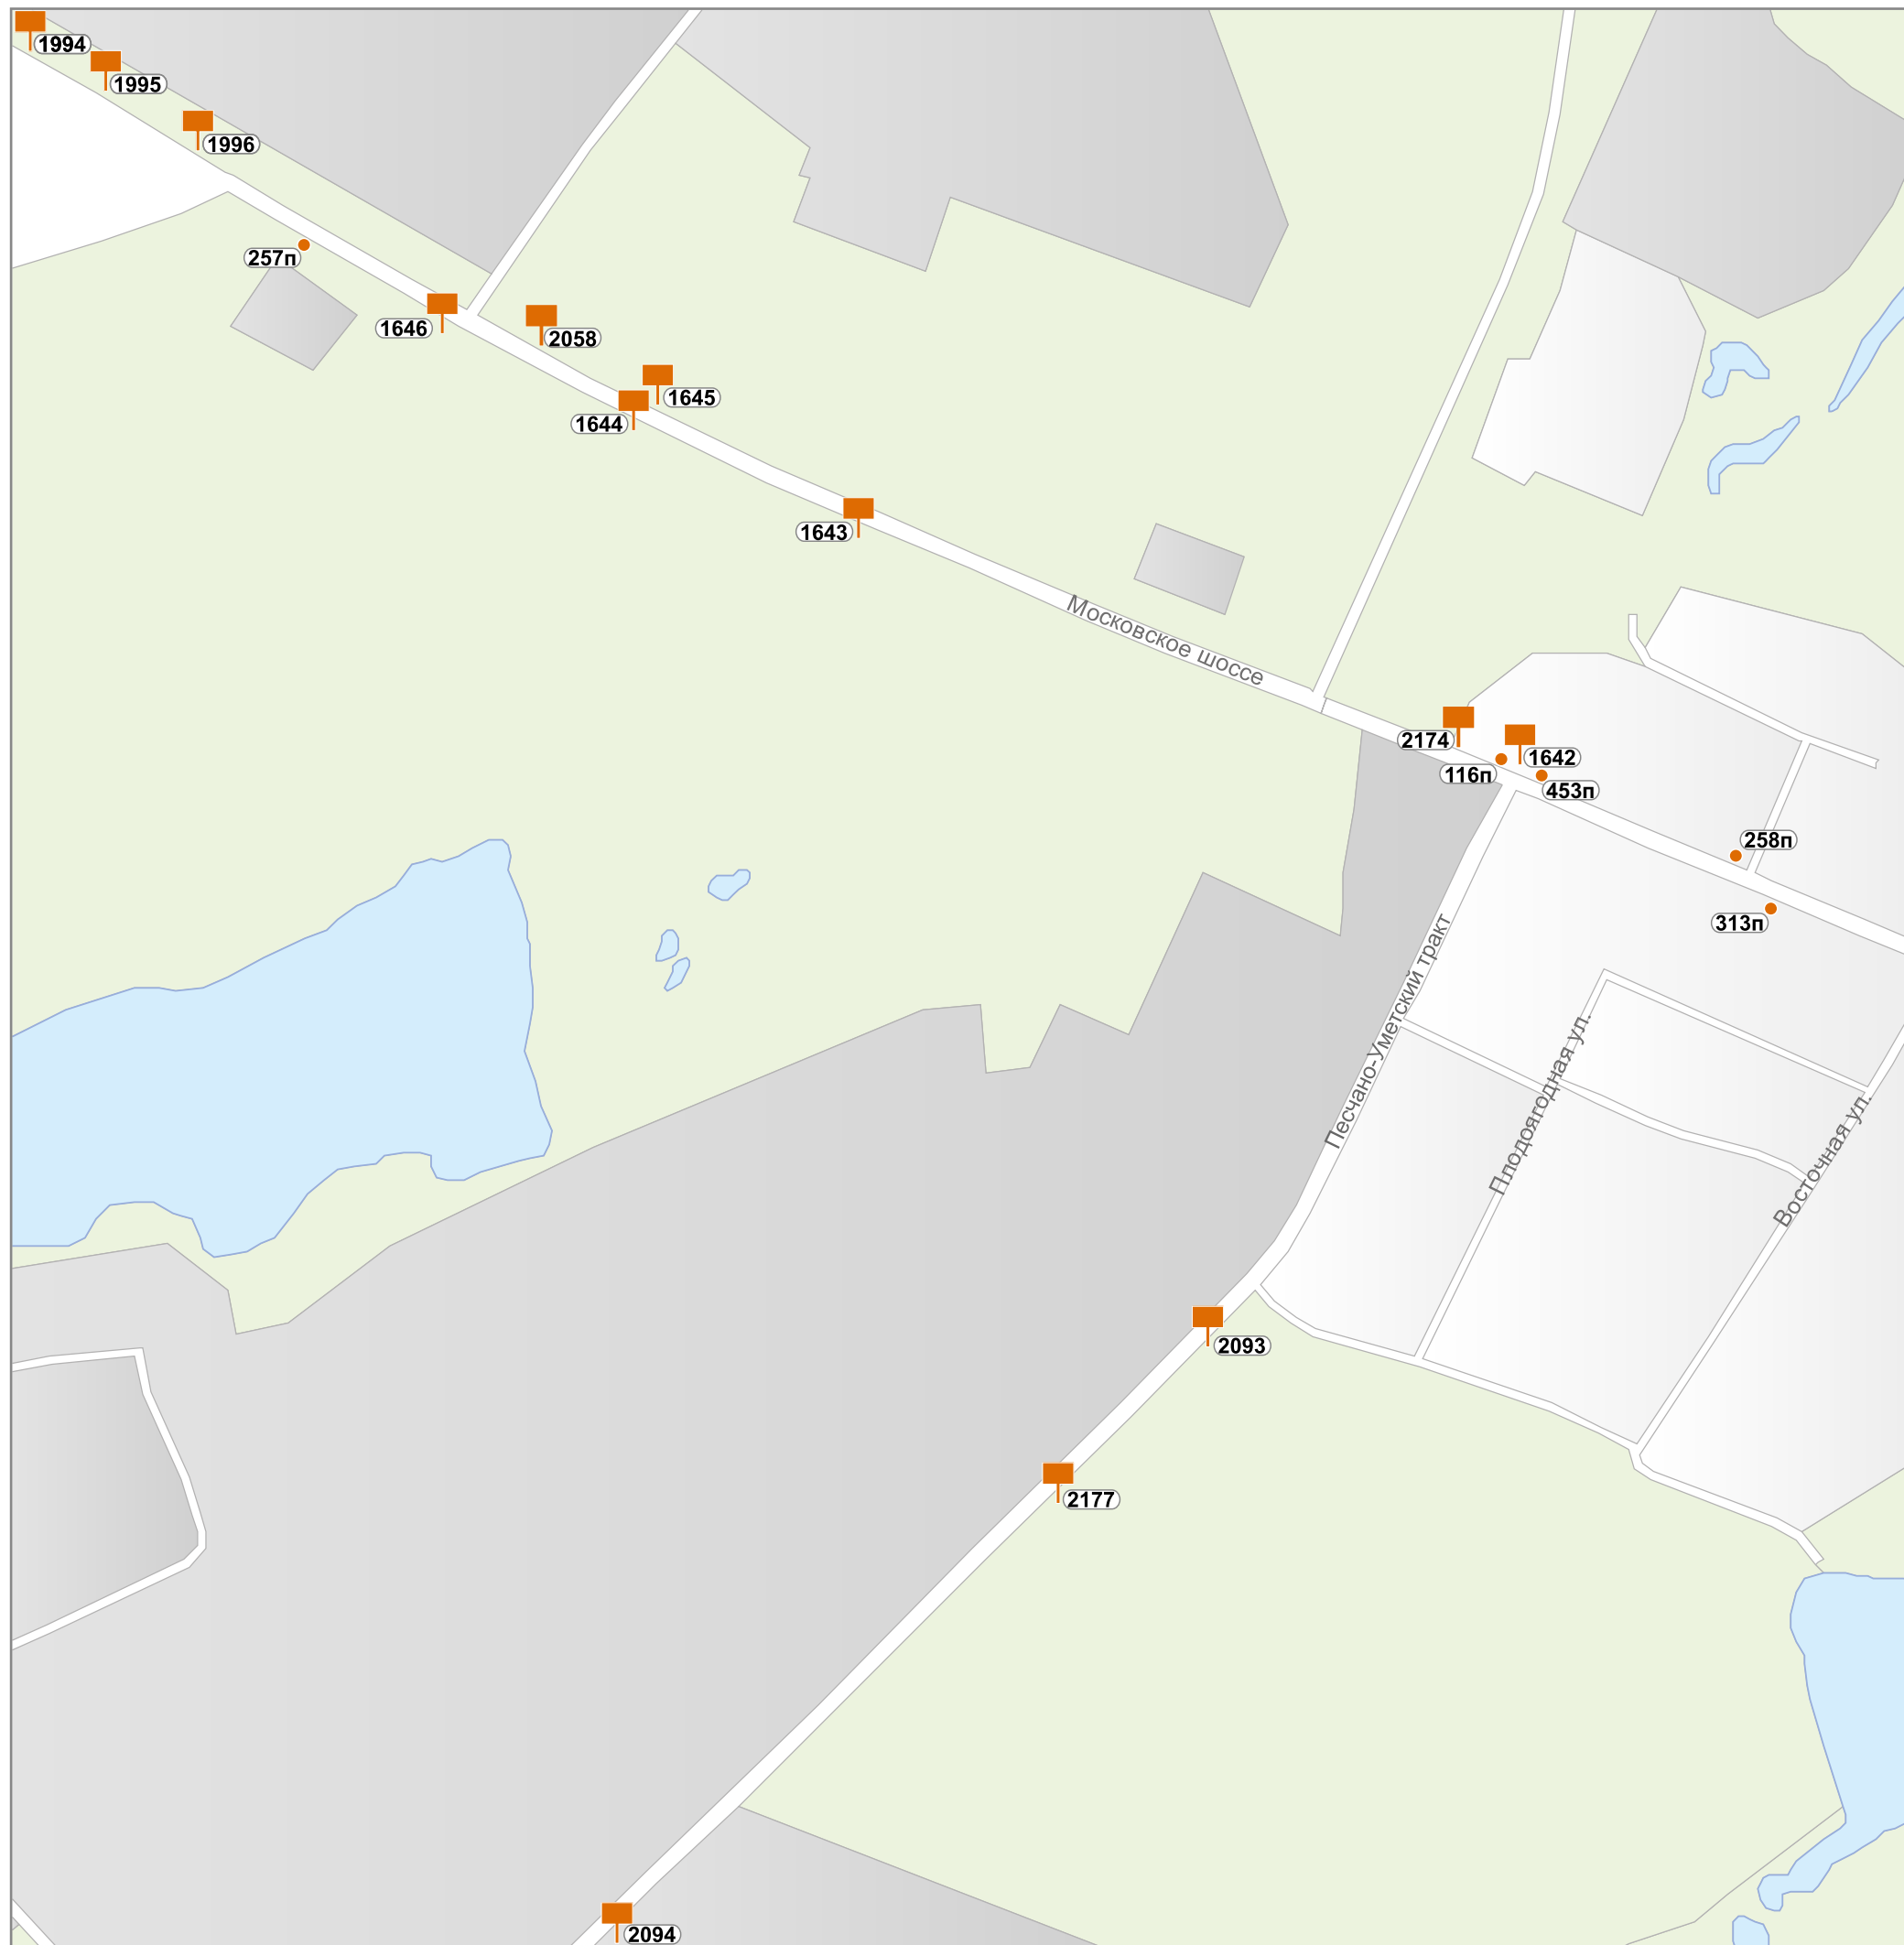 1994
1995
1996
257п
1646
2058
1645
1644
1643
Московское шоссе
2174
1642
116п
453п
258п
313п
Песчано-Уметский тракт
Плодоягодная ул.
Восточная ул.
2093
2177
2094